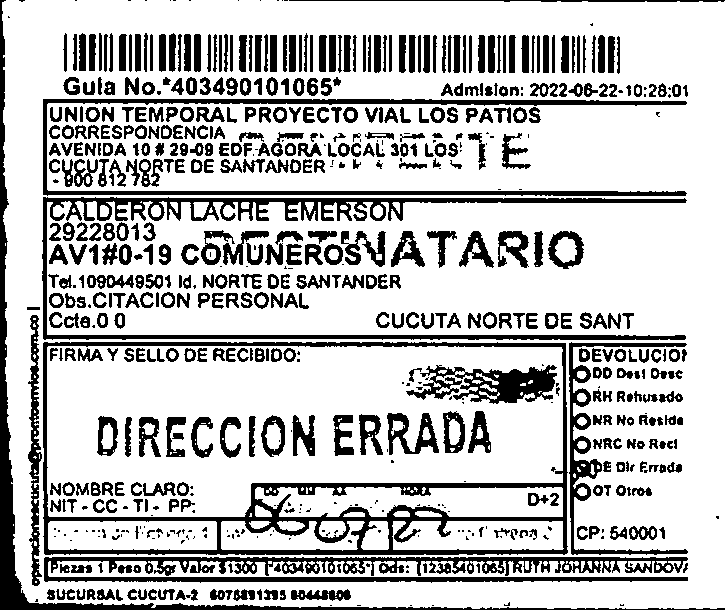 Guia No.*403490101065*
Admision: 2022-06-22-10:28:01
UNION TEMPORAL PROYECTO VIAL LOS PATIOS
CORRESPONDENCIA
AVENIDA 10 # 29-09 EDF AGORA LOCAL 301 LOS
CUCUTA NORTE DE SANTANDER
- 900 812 782
CALDERON LACHE EMERSON
29228013
DESTINATARIO
AV1#0-19 COMUNEROS
Tel.1090449501 Id. NORTE DE SANTANDER
Obs.CITACION PERSONAL
Ccte.0 0
CUCUTA NORTE DE SANT
FIRMA Y SELLO DE RECIBIDO:
DIRECCION ERRADA
NOMBRE CLARO:
NIT - CC - TI - PP:
DD MM AA HORA
D+2
06 07 22
DEVOLUCION
DD Dest Desc
RH Rehusado
NR No Reside
NRC No Recl
DE Dir Errada
OT Otros
CP: 540001
operacionescucuta@prontoenvios.com.co
Piezas 1 Peso 0.5gr Valor $1300 [*403490101065*] Ods: [12385401065] RUTH JOHANNA SANDOVA
SUCURSAL CUCUTA-2